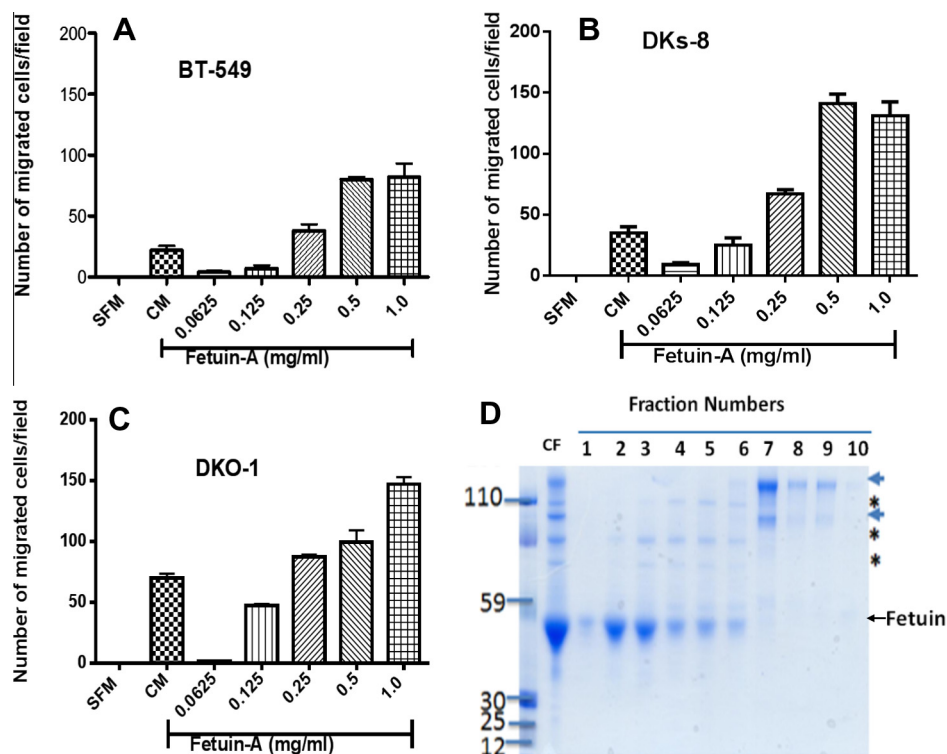 A
BT-549
Number of migrated cells/field
200
150
100
50
0
SFM
CM
0.0625
0.125
0.25
0.5
1.0
Fetuin-A (mg/ml)
B
DKs-8
Number of migrated cells/field
200
150
100
50
0
SFM
CM
0.0625
0.125
0.25
0.5
1.0
Fetuin-A (mg/ml)
C
DKO-1
Number of migrated cells/field
200
150
100
50
0
SFM
CM
0.0625
0.125
0.25
0.5
1.0
Fetuin-A (mg/ml)
D
Fraction Numbers
CF 1 2 3 4 5 6 7 8 9 10
110
*
*
*
59
Fetuin
30
25
12